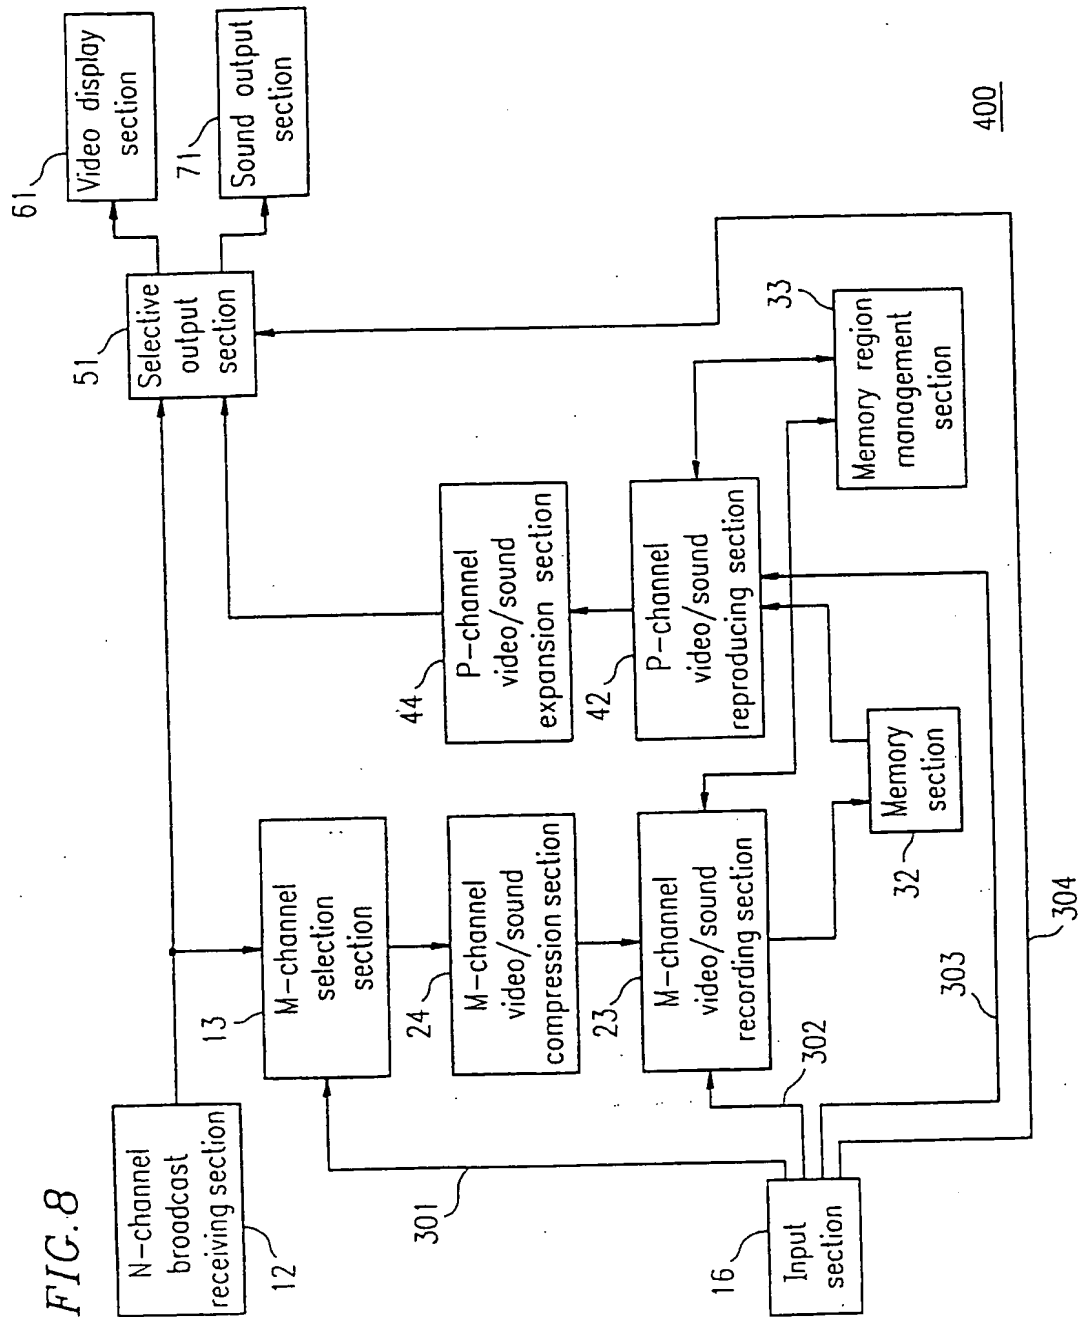 FIG.8
N-channel
broadcast
receiving section
12
M-channel
selection
section
13
M-channel
video/sound
compression section
24
M-channel
video/sound
recording section
23
Input
section
16
301
302
303
304
Memory
section
32
P-channel
video/sound
expansion section
44
P-channel
video/sound
reproducing section
42
Memory region
management
section
33
Selective
output
section
51
Video display
section
61
Sound output
section
71
400